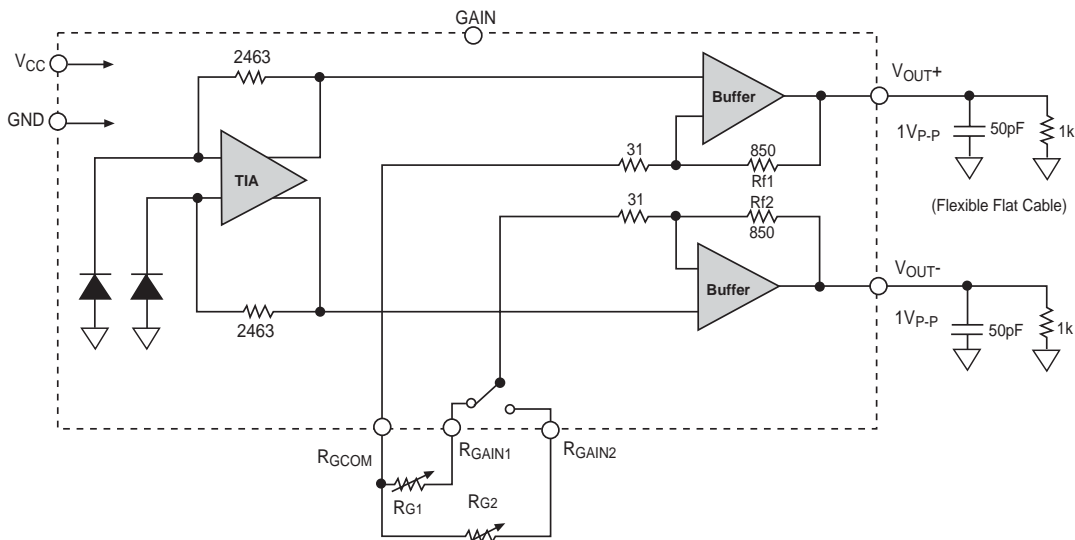 GAIN
VCC
2463
Buffer
VOUT+
GND
1VP-P
50pF
1k
TIA
31
850
Rf1
31
Rf2
850
(Flexible Flat Cable)
Buffer
VOUT-
2463
1VP-P
50pF
1k
RGCOM
RGAIN1
RGAIN2
RG1
RG2